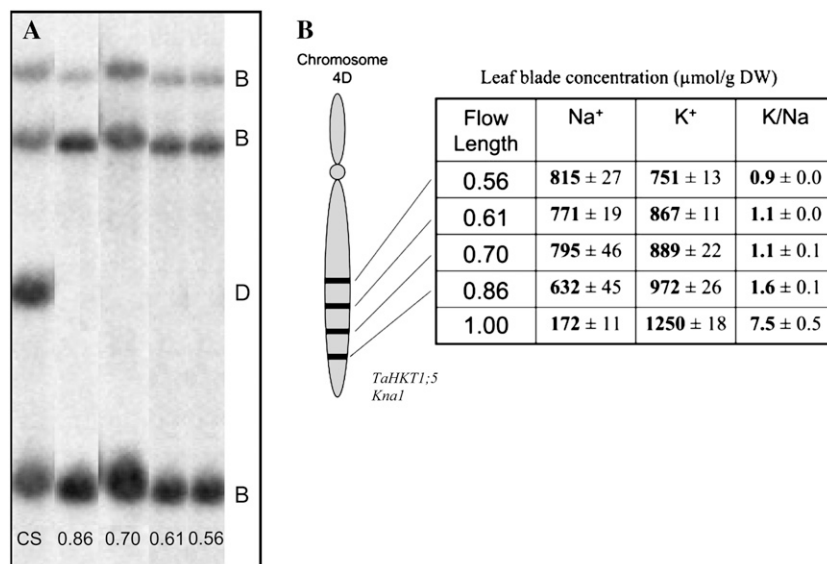 A
B
B
D
B
CS 0.86 0.70 0.61 0.56
B
Chromosome
4D
TaHKT1;5
Kna1
Leaf blade concentration (µmol/g DW)
Flow Length Na⁺ K⁺ K/Na
0.56 815 ± 27 751 ± 13 0.9 ± 0.0
0.61 771 ± 19 867 ± 11 1.1 ± 0.0
0.70 795 ± 46 889 ± 22 1.1 ± 0.1
0.86 632 ± 45 972 ± 26 1.6 ± 0.1
1.00 172 ± 11 1250 ± 18 7.5 ± 0.5